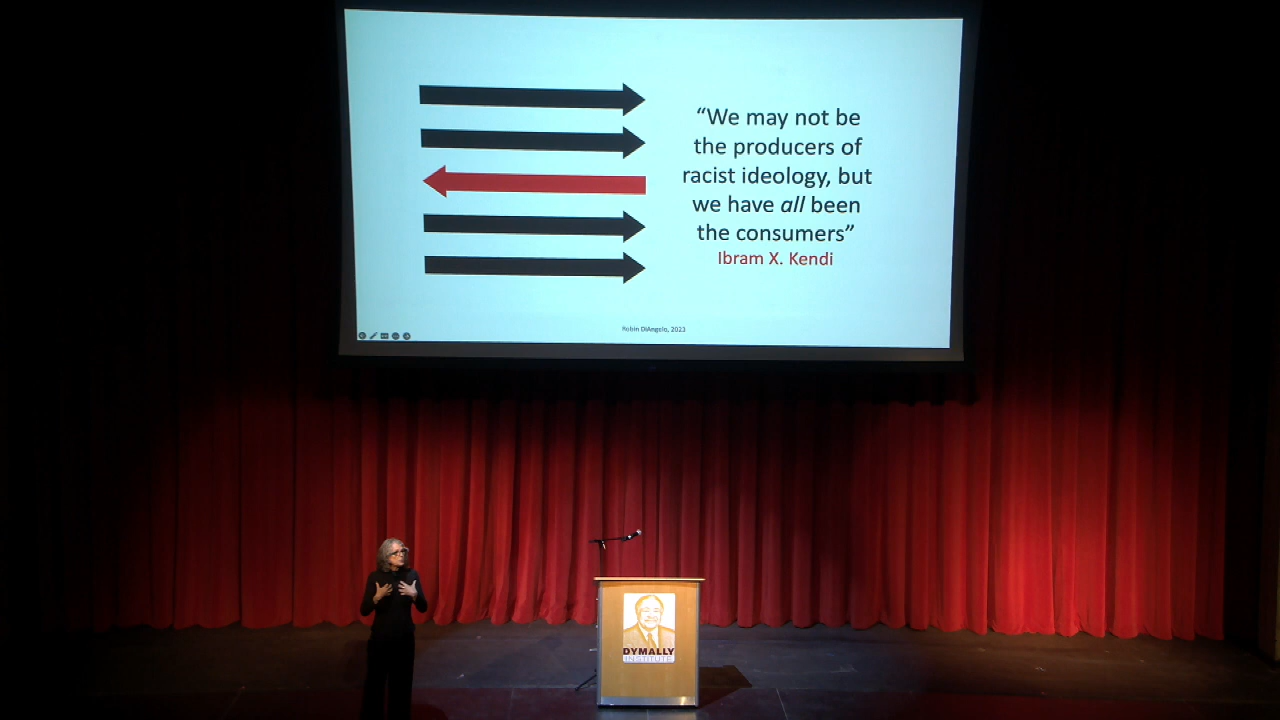 “We may not be
the producers of
racist ideology, but
we have all been
the consumers”
Ibram X. Kendi
Robin DiAngelo, 2023
DYMALLY
INSTITUTE